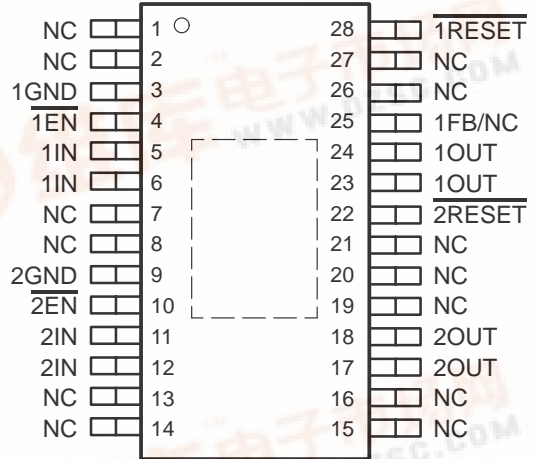 NC 1 28 1RESET
NC 2 27 NC
1GND 3 26 NC
1EN 4 25 1FB/NC
1IN 5 24 1OUT
1IN 6 23 1OUT
NC 7 22 2RESET
NC 8 21 NC
2GND 9 20 NC
2EN 10 19 NC
2IN 11 18 2OUT
2IN 12 17 2OUT
NC 13 16 NC
NC 14 15 NC